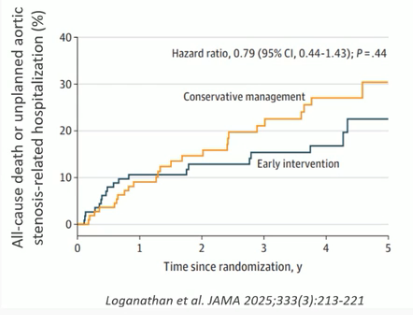 All-cause death or unplanned aortic
stenosis-related hospitalization (%)
40
30
20
10
0
Hazard ratio, 0.79 (95% CI, 0.44-1.43); P=.44
Conservative management
Early intervention
0 1 2 3 4 5
Time since randomization, y
Loganathan et al. JAMA 2025;333(3):213-221